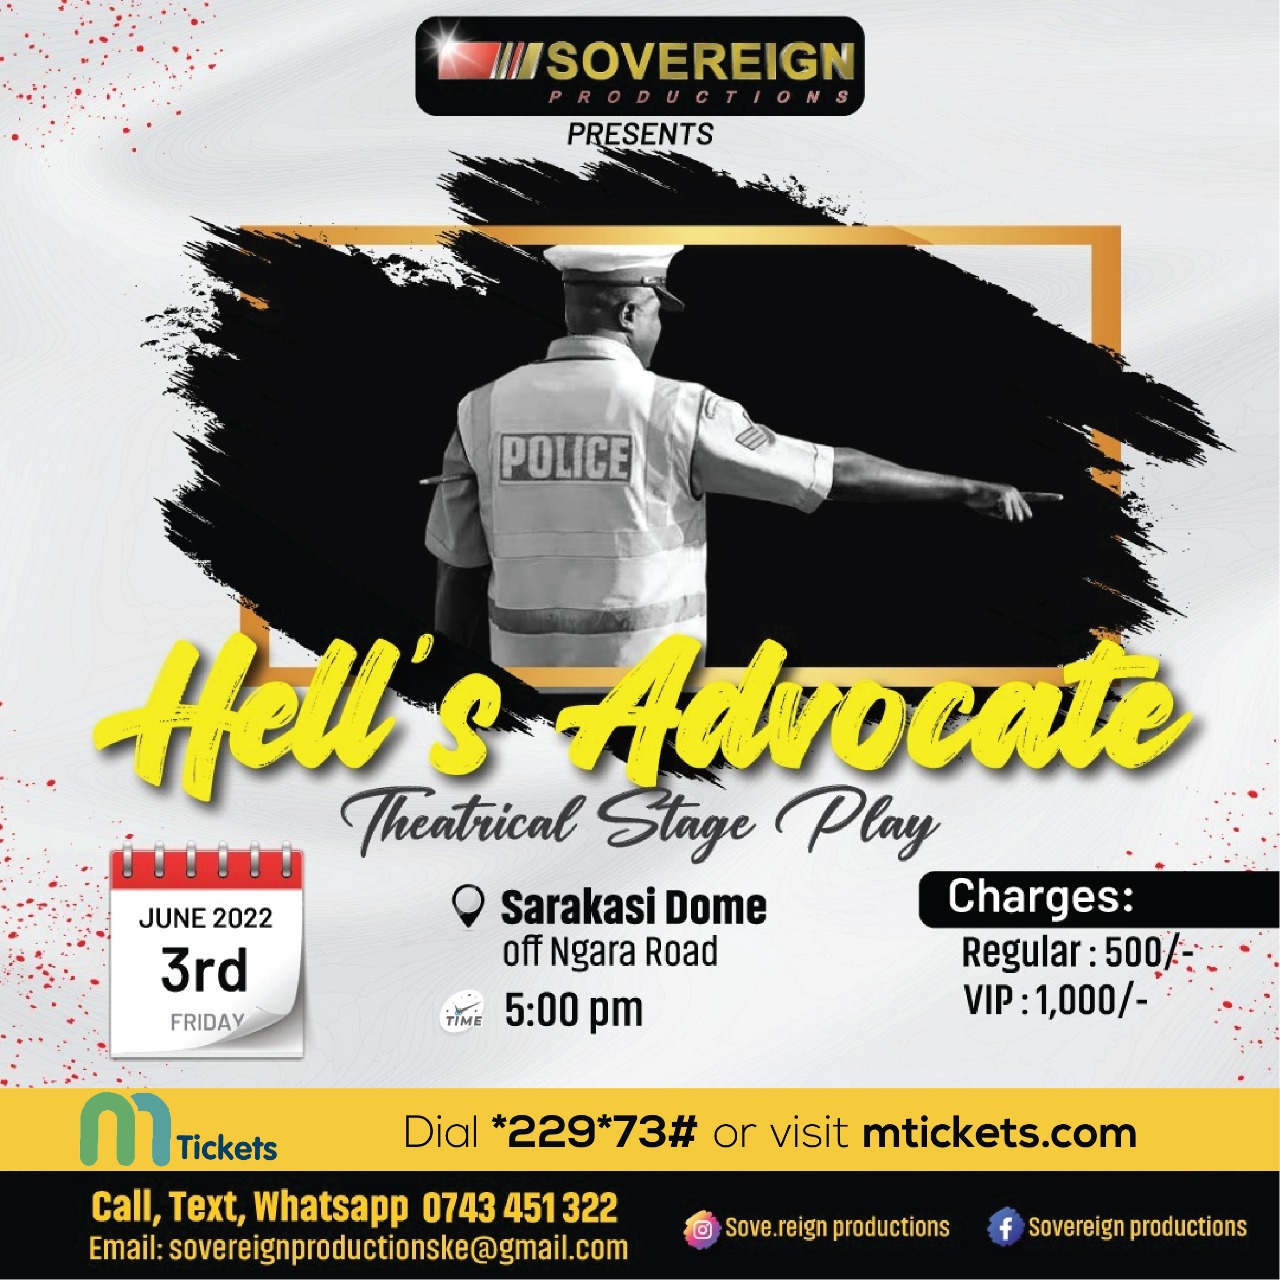 SOVEREIGN
PRODUCTIONS
PRESENTS
POLICE
Hell's Advocate
Theatrical Stage Play
JUNE 2022
3rd
FRIDAY
Sarakasi Dome
off Ngara Road
TIME
5:00 pm
Charges:
Regular : 500/-
VIP : 1,000/-
m Tickets
Dial *229*73# or visit mtickets.com
Call, Text, Whatsapp 0743 451 322
Email: sovereignproductionske@gmail.com
Sove.reign productions
Sovereign productions